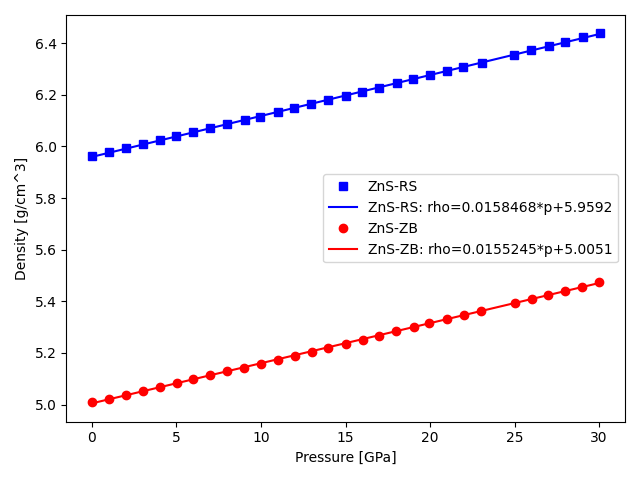 6.4
6.2
6.0
5.8
5.6
5.4
5.2
5.0
Density [g/cm^3]
ZnS-RS
ZnS-RS: rho=0.0158468*p+5.9592
ZnS-ZB
ZnS-ZB: rho=0.0155245*p+5.0051
0 5 10 15 20 25 30
Pressure [GPa]